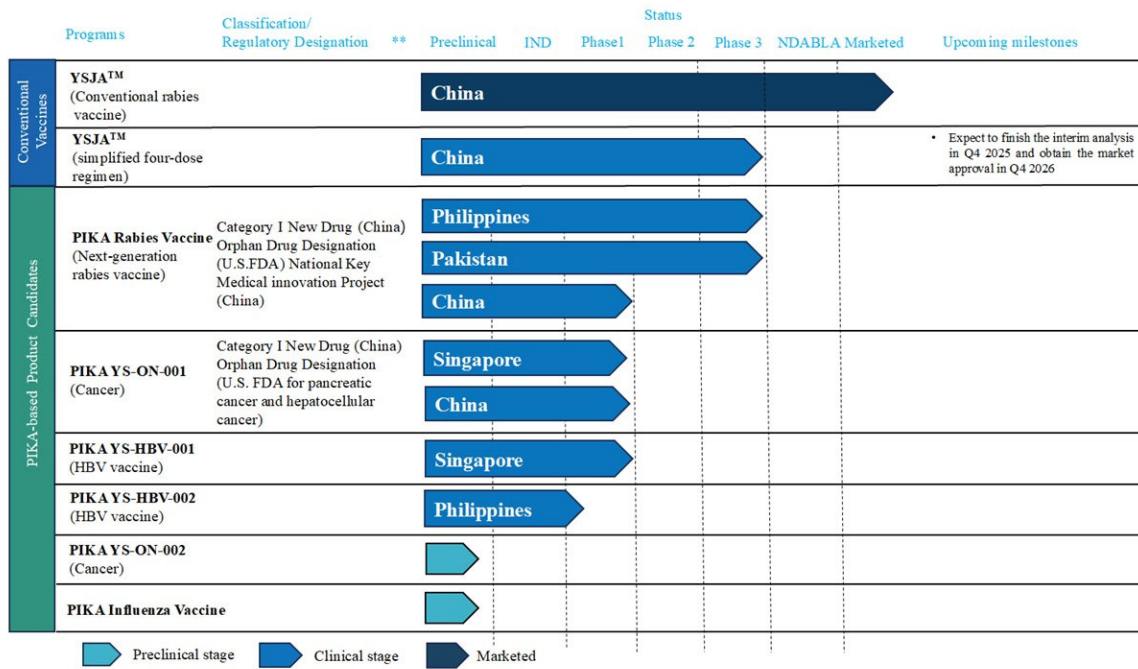 Status
Programs
Classification/
Regulatory Designation **
Preclinical IND Phase1 Phase 2 Phase 3 NDABLA Marketed
Upcoming milestones
Conventional
Vaccines
YSJA™
(Conventional rabies
vaccine)
China
YSJA™
(simplified four-dose
regimen)
China
• Expect to finish the interim analysis
in Q4 2025 and obtain the market
approval in Q4 2026
PIKA-based Product Candidates
PIKA Rabies Vaccine
(Next-generation
rabies vaccine)
Category I New Drug (China)
Orphan Drug Designation
(U.S.FDA) National Key
Medical innovation Project
(China)
Philippines
Pakistan
China
PIKA YS-ON-001
(Cancer)
Category I New Drug (China)
Orphan Drug Designation
(U.S. FDA for pancreatic
cancer and hepatocellular
cancer)
Singapore
China
PIKA YS-HBV-001
(HBV vaccine)
Singapore
PIKA YS-HBV-002
(HBV vaccine)
Philippines
PIKA YS-ON-002
(Cancer)
PIKA Influenza Vaccine
Preclinical stage
Clinical stage
Marketed